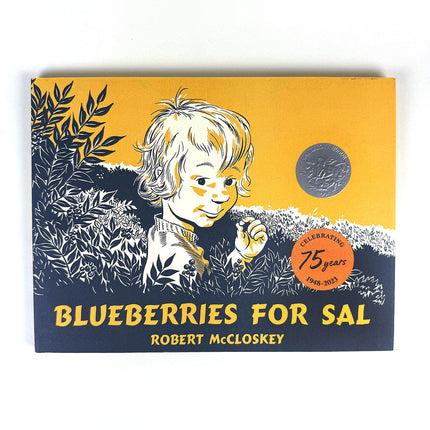 CELEBRATING
75 years
1948-2023
BLUEBERRIES FOR SAL
ROBERT McCLOSKEY